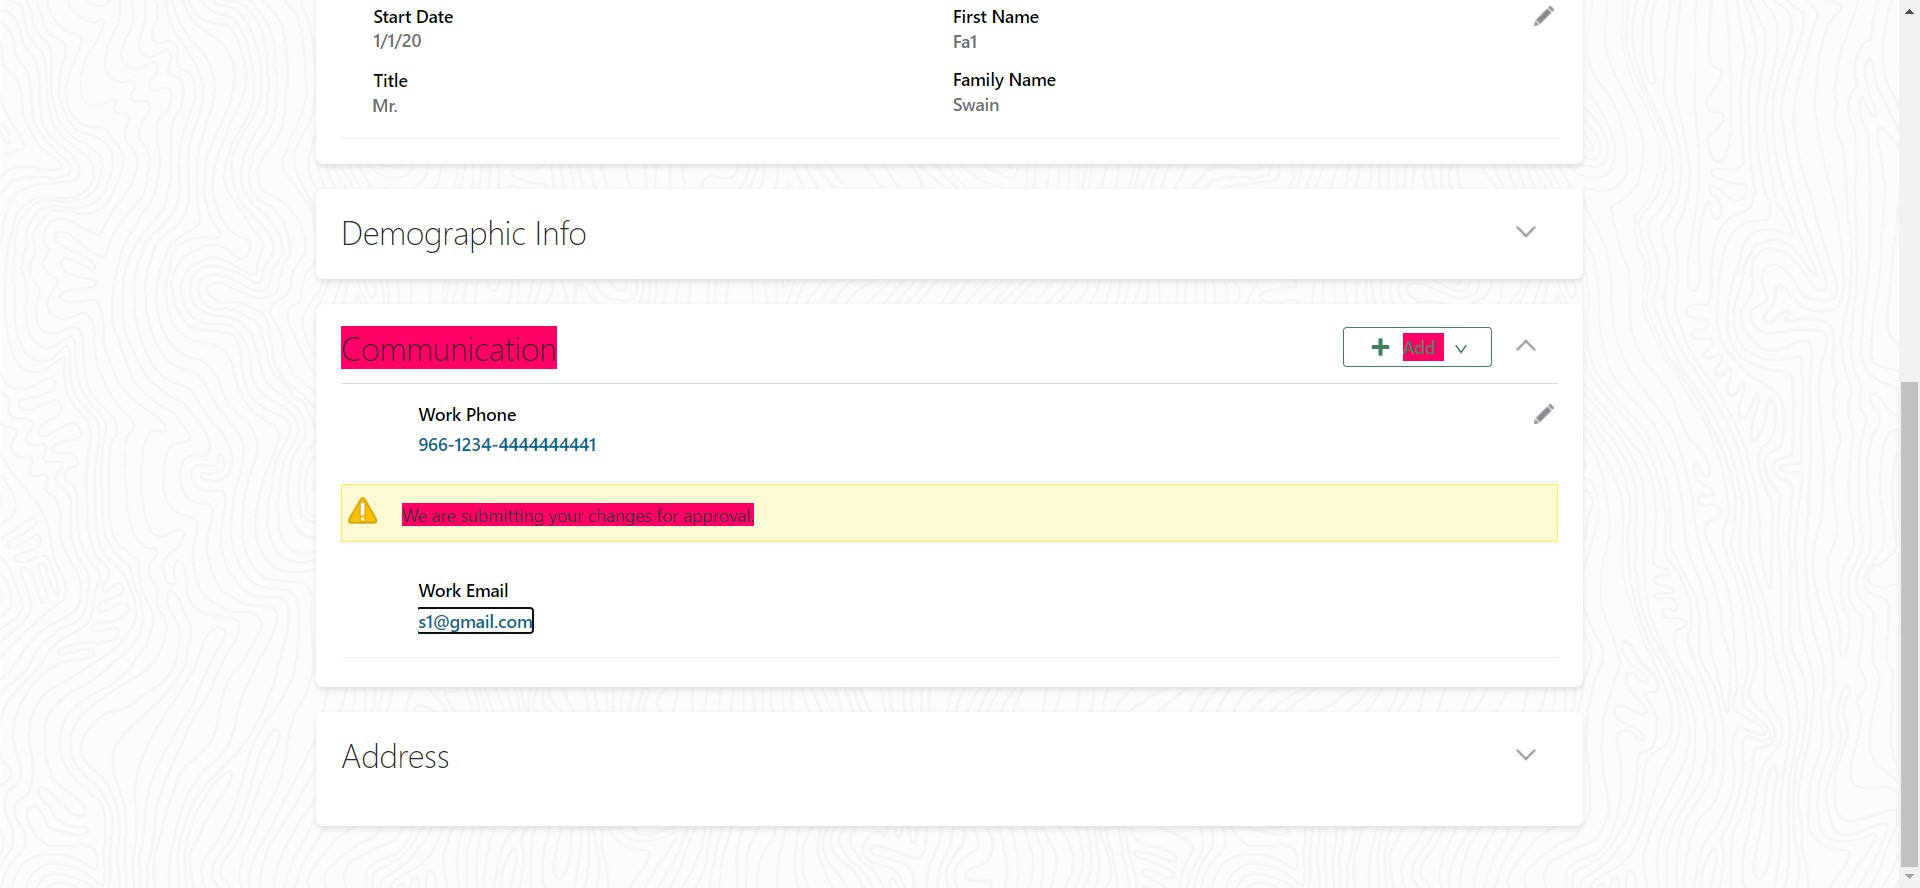 Start Date
1/1/20
First Name
Fa1
Title
Mr.
Family Name
Swain
Demographic Info
Communication
Add
Work Phone
966-1234-4444444441
We are submitting your changes for approval.
Work Email
s1@gmail.com
Address